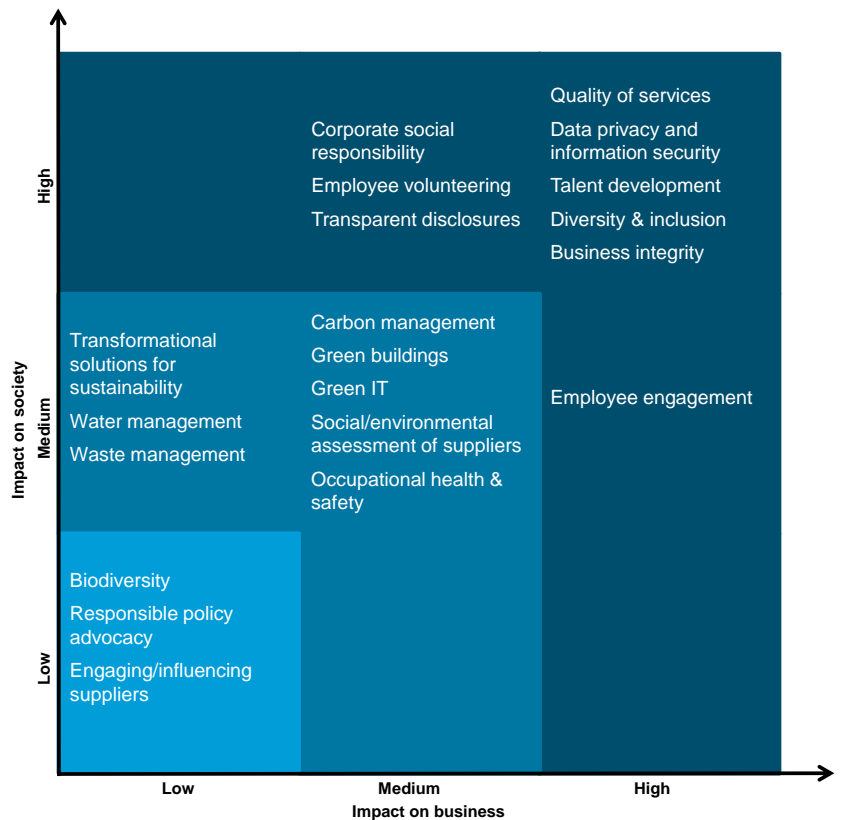 Impact on society
High
Medium
Low
Corporate social
responsibility
Employee volunteering
Transparent disclosures
Quality of services
Data privacy and
information security
Talent development
Diversity & inclusion
Business integrity
Transformational
solutions for
sustainability
Water management
Waste management
Carbon management
Green buildings
Green IT
Social/environmental
assessment of suppliers
Occupational health &
safety
Employee engagement
Biodiversity
Responsible policy
advocacy
Engaging/influencing
suppliers
Low
Medium
High
Impact on business